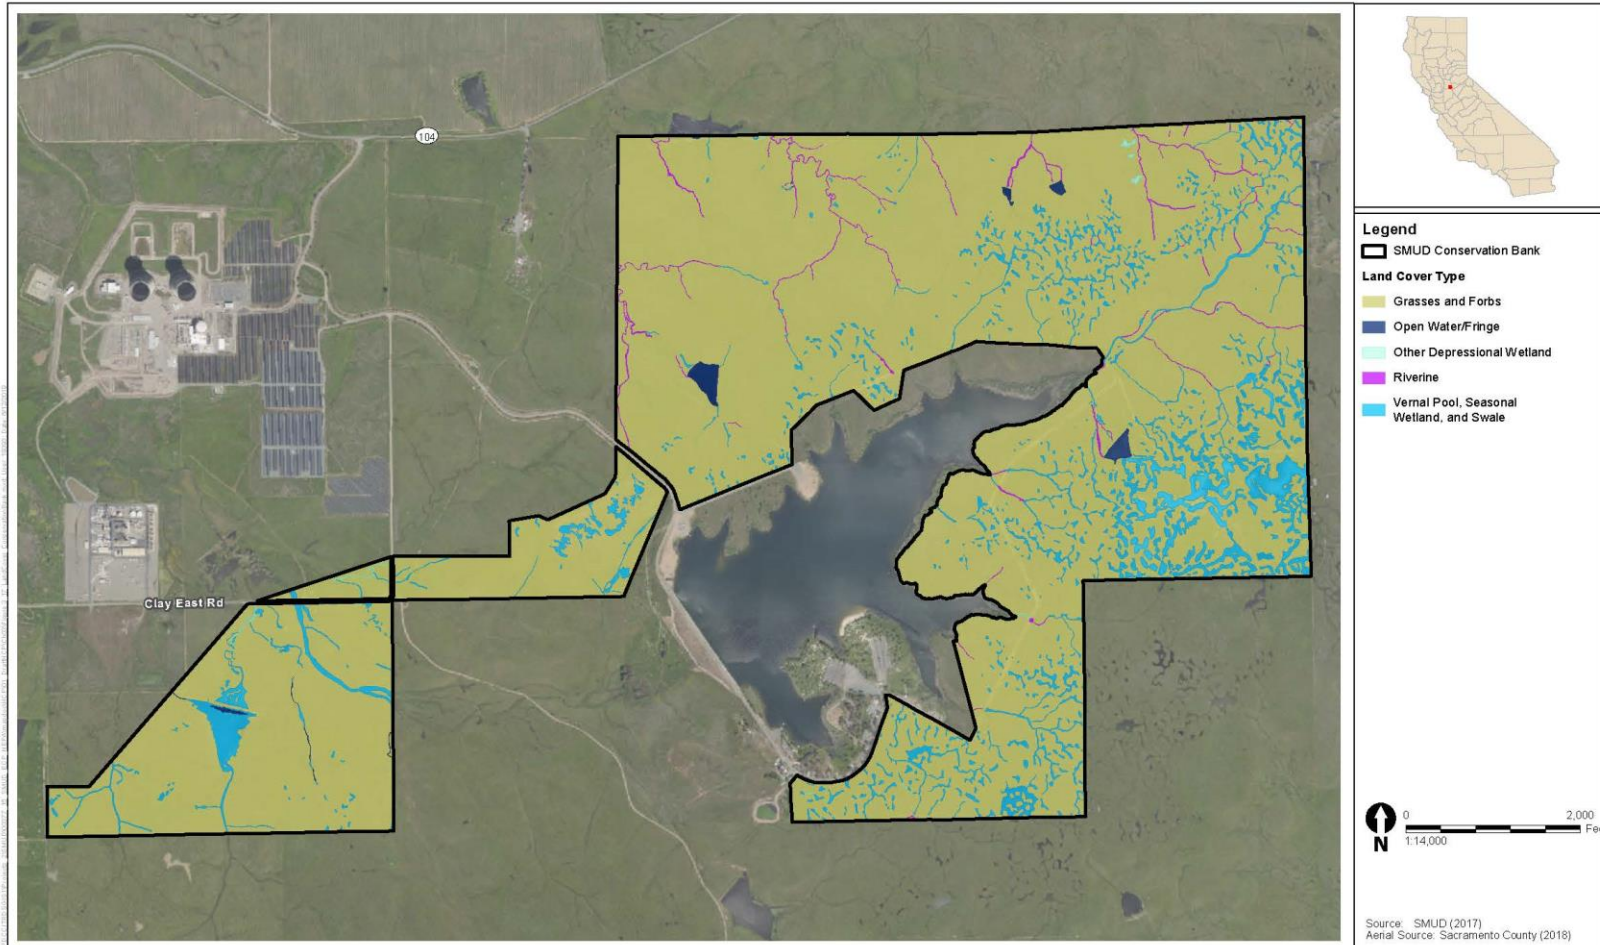 104
Clay East Rd
Legend
SMUD Conservation Bank
Land Cover Type
Grasses and Forbs
Open Water/Fringe
Other Depressional Wetland
Riverine
Vernal Pool, Seasonal
Wetland, and Swale
0 2,000
Fee
1:14,000
N
Source: SMUD (2017)
Aerial Source: Sacramento County (2018)